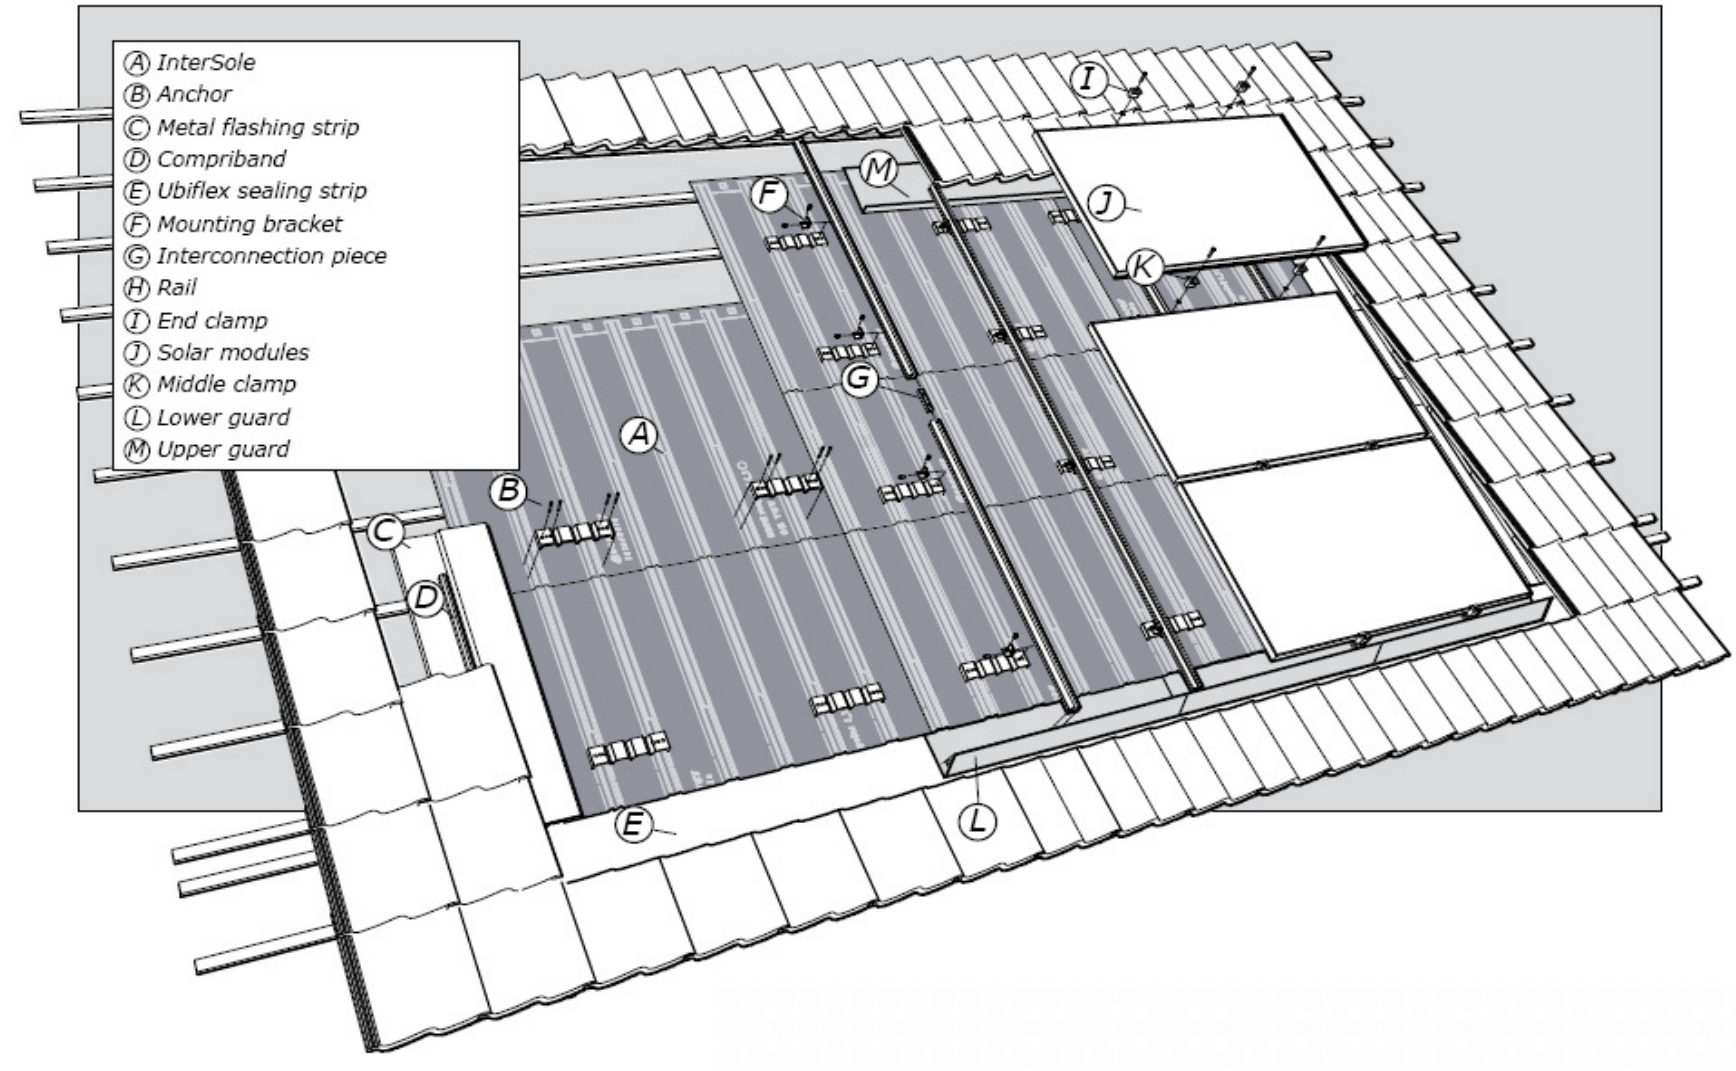 A InterSole
B Anchor
C Metal flashing strip
D Compriband
E Ubiflex sealing strip
F Mounting bracket
G Interconnection piece
H Rail
I End clamp
J Solar modules
K Middle clamp
L Lower guard
M Upper guard
I
M
F
J
K
G
A
B
C
D
E
L